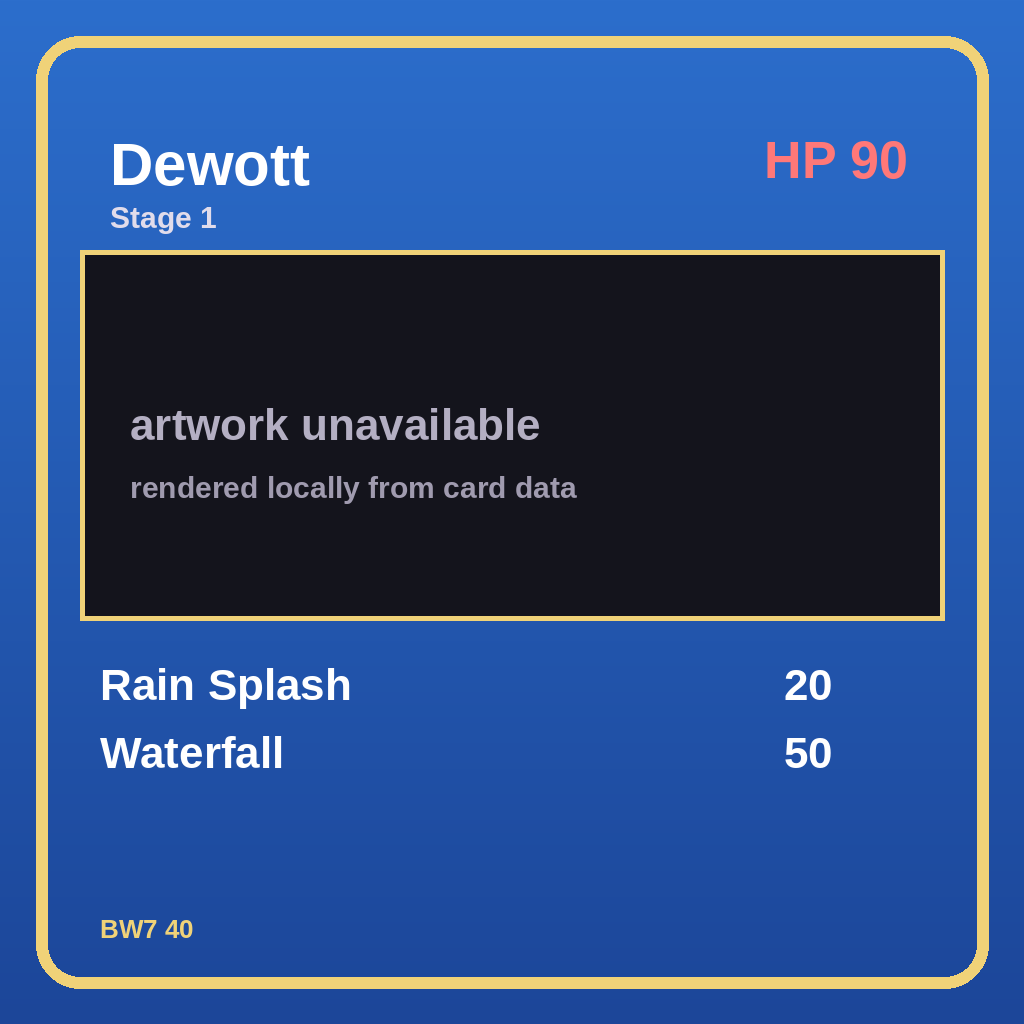 Dewott
HP 90
Stage 1
artwork unavailable
rendered locally from card data
Rain Splash 20
Waterfall 50
BW7 40